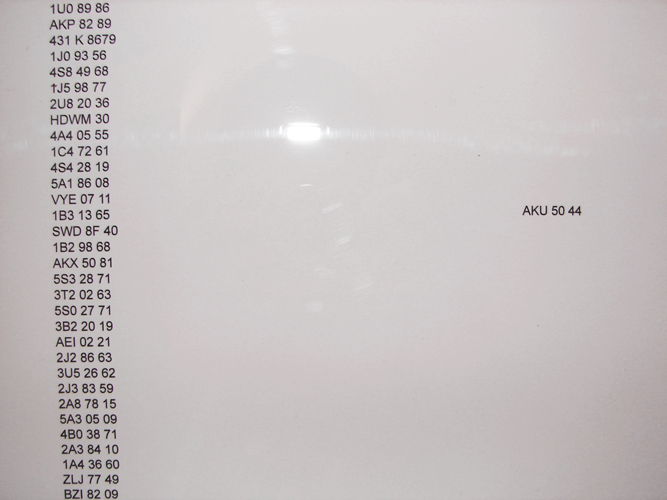 1U0 89 86
AKP 82 89
431 K 8679
1J0 93 56
4S8 49 68
1J5 98 77
2U8 20 36
HDWM 30
4A4 05 55
1C4 72 61
4S4 28 19
5A1 86 08
VYE 07 11
1B3 13 65
AKU 50 44
SWD 8F 40
1B2 98 68
AKX 50 81
5S3 28 71
3T2 02 63
5S0 27 71
3B2 20 19
AEI 02 21
2J2 86 63
3U5 26 62
2J3 83 59
2A8 78 15
5A3 05 09
4B0 38 71
2A3 84 10
1A4 36 60
ZLJ 77 49
BZI 82 09